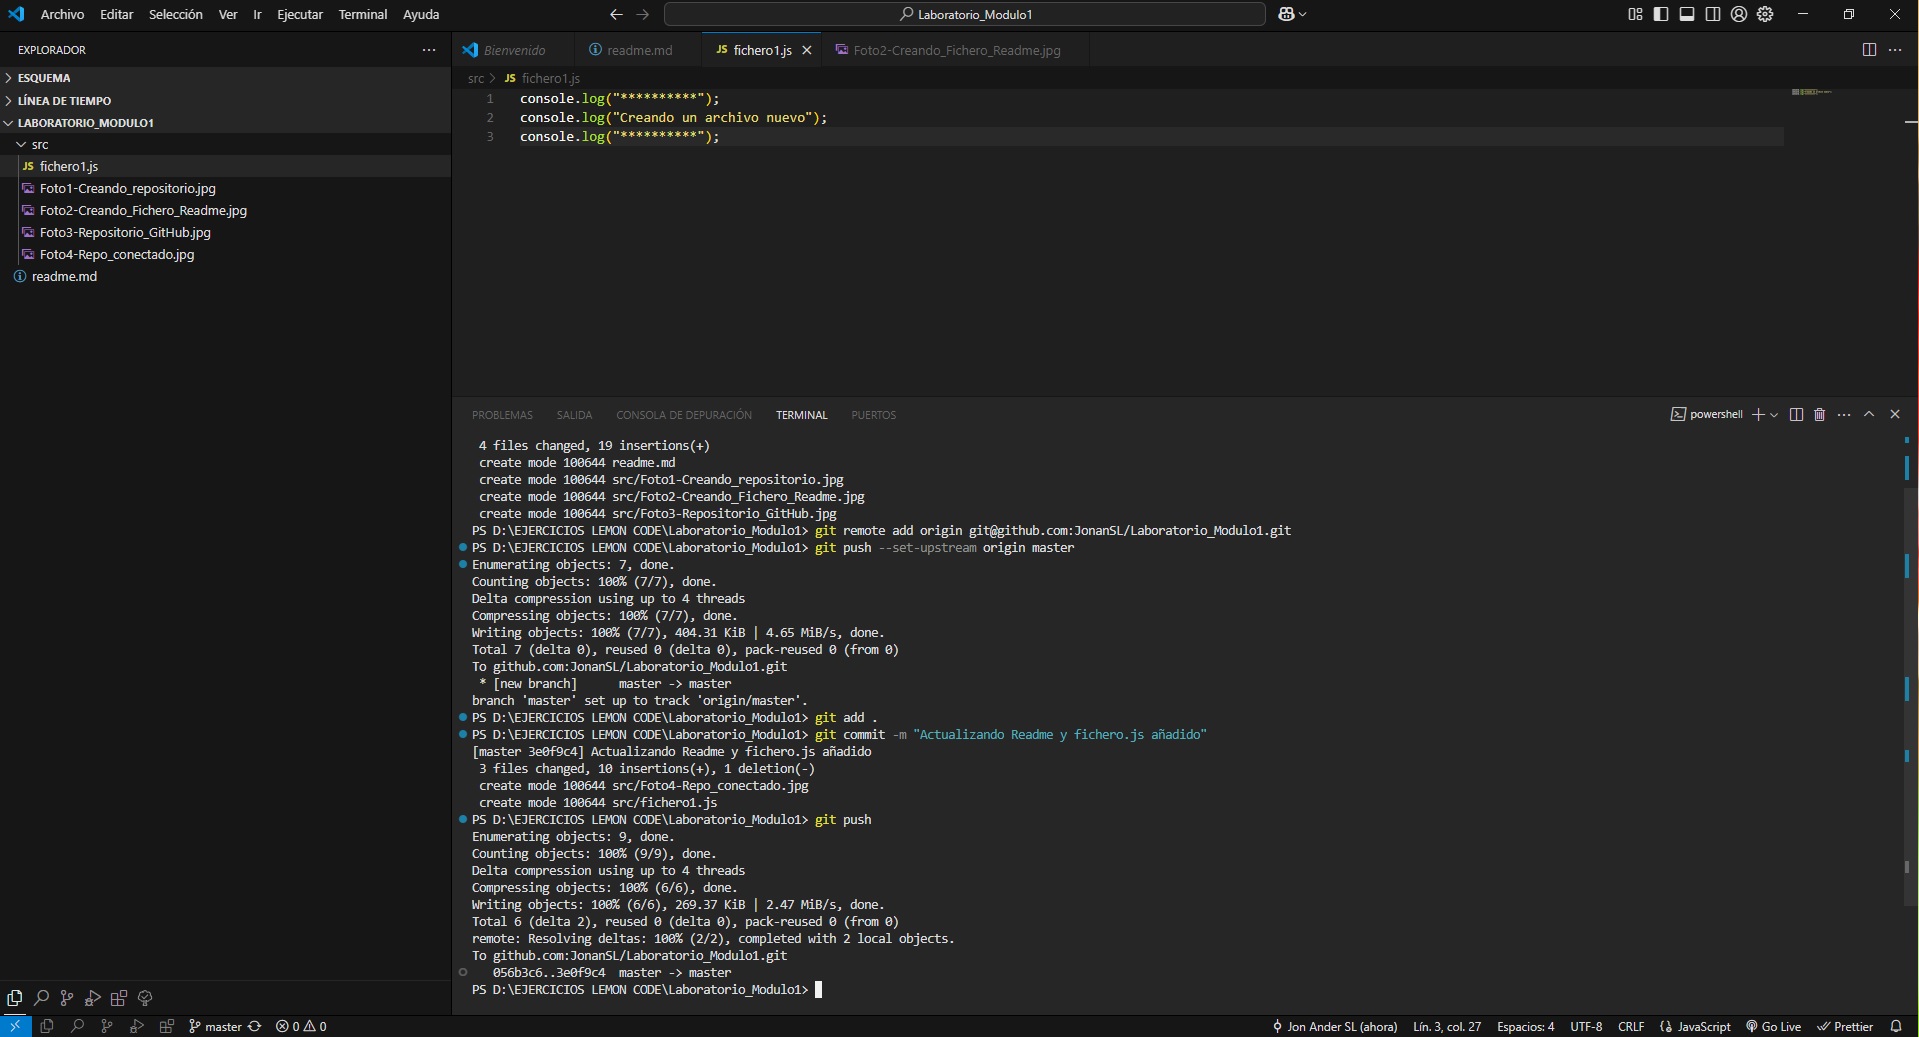 Archivo Editar Selección Ver Ir Ejecutar Terminal Ayuda
Laboratorio_Modulo1
EXPLORADOR
ESQUEMA
LÍNEA DE TIEMPO
LABORATORIO_MODULO1
src
JS fichero1.js
Foto1-Creando_repositorio.jpg
Foto2-Creando_Fichero_Readme.jpg
Foto3-Repositorio_GitHub.jpg
Foto4-Repo_conectado.jpg
readme.md
Bienvenido readme.md JS fichero1.js Foto2-Creando_Fichero_Readme.jpg
src > JS fichero1.js
1 console.log("**********");
2 console.log("Creando un archivo nuevo");
3 console.log("**********");
PROBLEMAS SALIDA CONSOLA DE DEPURACIÓN TERMINAL PUERTOS
powershell
4 files changed, 19 insertions(+)
create mode 100644 readme.md
create mode 100644 src/Foto1-Creando_repositorio.jpg
create mode 100644 src/Foto2-Creando_Fichero_Readme.jpg
create mode 100644 src/Foto3-Repositorio_GitHub.jpg
PS D:\EJERCICIOS LEMON CODE\Laboratorio_Modulo1> git remote add origin git@github.com:JonanSL/Laboratorio_Modulo1.git
PS D:\EJERCICIOS LEMON CODE\Laboratorio_Modulo1> git push --set-upstream origin master
Enumerating objects: 7, done.
Counting objects: 100% (7/7), done.
Delta compression using up to 4 threads
Compressing objects: 100% (7/7), done.
Writing objects: 100% (7/7), 404.31 KiB | 4.65 MiB/s, done.
Total 7 (delta 0), reused 0 (delta 0), pack-reused 0 (from 0)
To github.com:JonanSL/Laboratorio_Modulo1.git
* [new branch]      master -> master
branch 'master' set up to track 'origin/master'.
PS D:\EJERCICIOS LEMON CODE\Laboratorio_Modulo1> git add .
PS D:\EJERCICIOS LEMON CODE\Laboratorio_Modulo1> git commit -m "Actualizando Readme y fichero.js añadido"
[master 3e0f9c4] Actualizando Readme y fichero.js añadido
3 files changed, 10 insertions(+), 1 deletion(-)
create mode 100644 src/Foto4-Repo_conectado.jpg
create mode 100644 src/fichero1.js
PS D:\EJERCICIOS LEMON CODE\Laboratorio_Modulo1> git push
Enumerating objects: 9, done.
Counting objects: 100% (9/9), done.
Delta compression using up to 4 threads
Compressing objects: 100% (6/6), done.
Writing objects: 100% (6/6), 269.37 KiB | 2.47 MiB/s, done.
Total 6 (delta 2), reused 0 (delta 0), pack-reused 0 (from 0)
remote: Resolving deltas: 100% (2/2), completed with 2 local objects.
To github.com:JonanSL/Laboratorio_Modulo1.git
056b3c6..3e0f9c4  master -> master
PS D:\EJERCICIOS LEMON CODE\Laboratorio_Modulo1>
master 0 0 Jon Ander SL (ahora) Lín. 3, col. 27 Espacios: 4 UTF-8 CRLF JavaScript Go Live Prettier